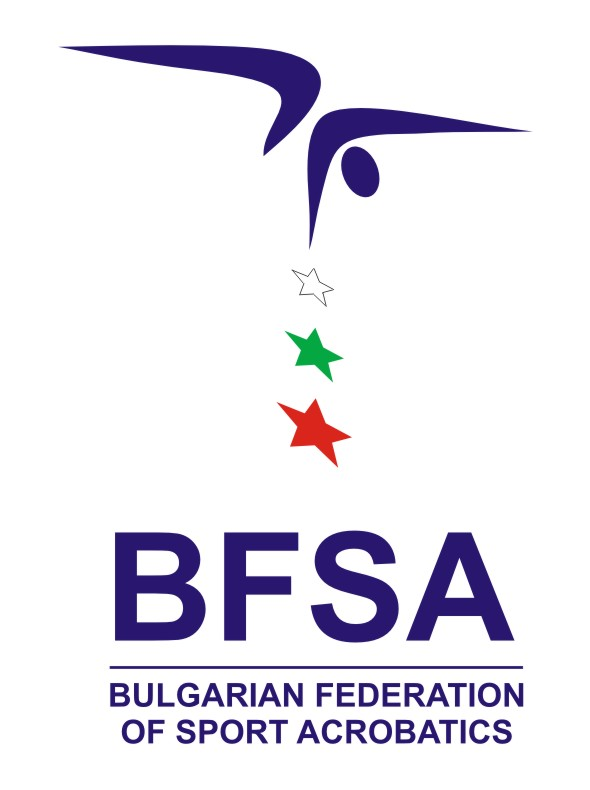 BFSA
BULGARIAN FEDERATION
OF SPORT ACROBATICS